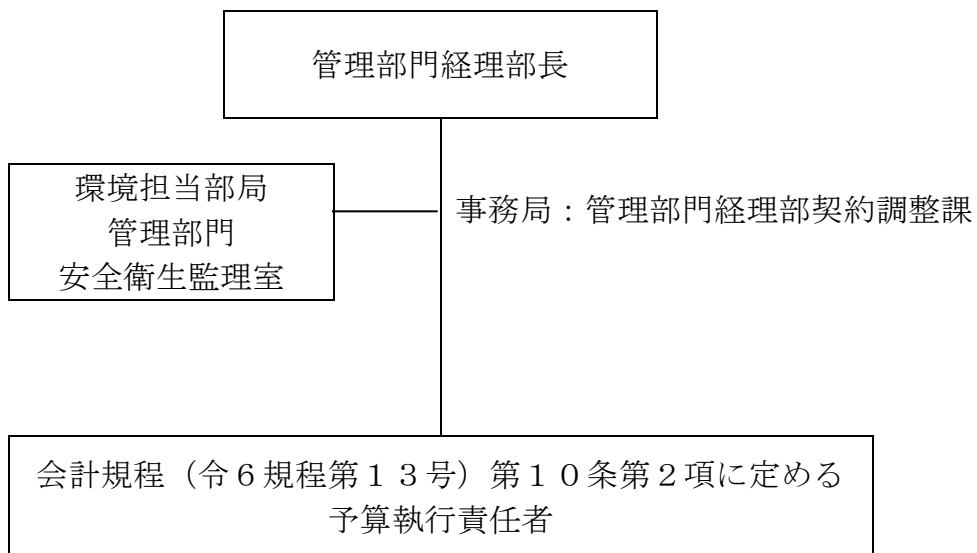 管理部門経理部長
環境担当部局
管理部門
安全衛生監理室
事務局：管理部門経理部契約調整課
会計規程（令６規程第１３号）第１０条第２項に定める
予算執行責任者